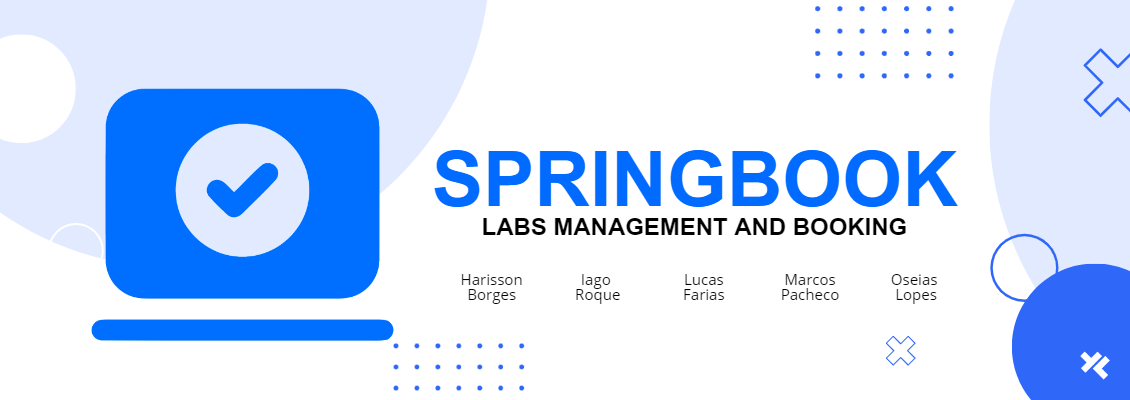 SPRINGBOOK
LABS MANAGEMENT AND BOOKING
Harisson Borges
Iago Roque
Lucas Farias
Marcos Pacheco
Oseias Lopes